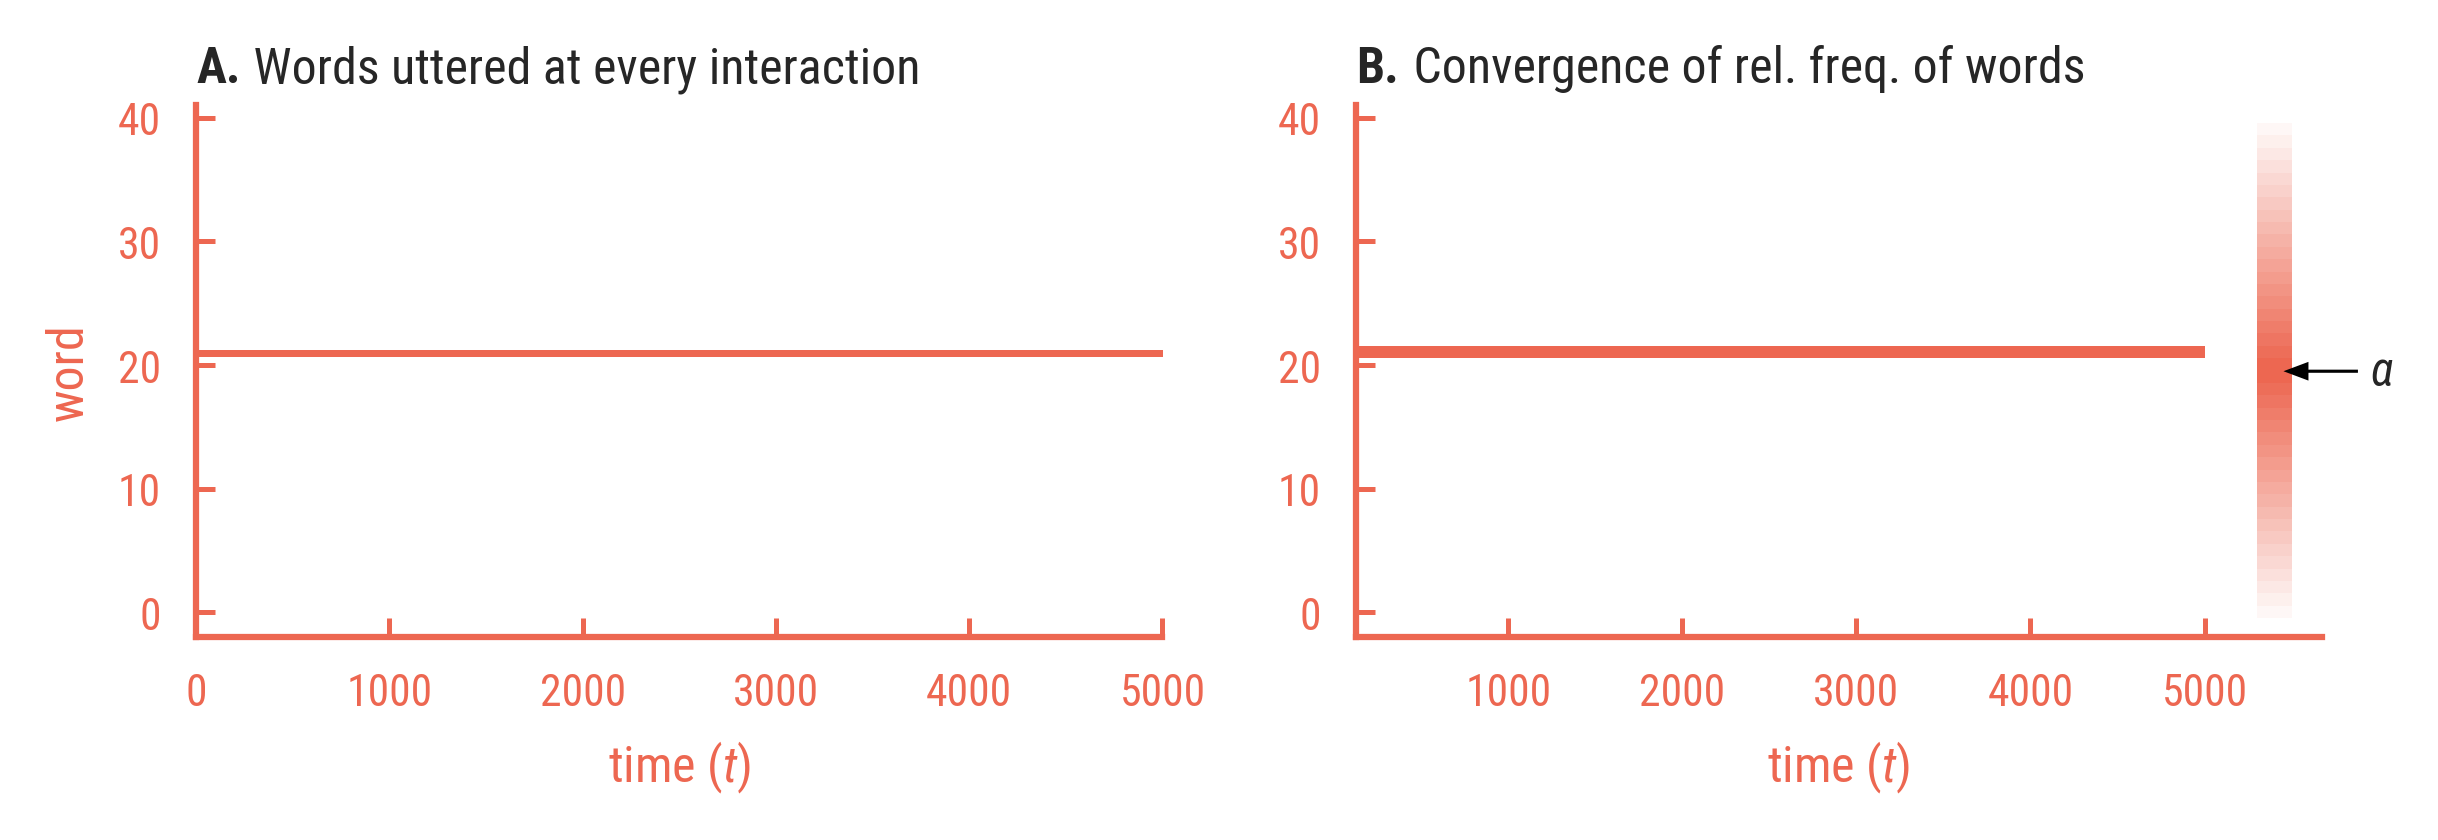 A. Words uttered at every interaction
40
30
20
10
0
word
0 1000 2000 3000 4000 5000
time (t)
B. Convergence of rel. freq. of words
40
30
20
10
0
α
1000 2000 3000 4000 5000
time (t)